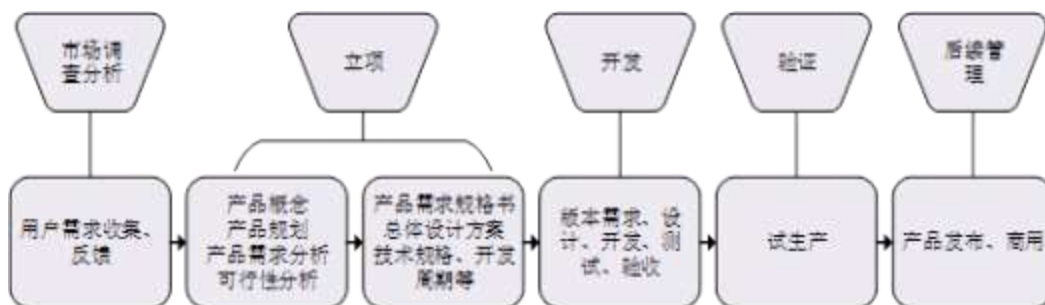 市场调
查分析
立项
开发
验证
后续管
理
用户需求收集、
反馈
产品概念
产品规划
产品需求分析
可行性分析
产品需求规格书
总体设计方案
技术规格、开发
周期等
版本需求、设
计、开发、测
试、验收
试生产
产品发布、商用